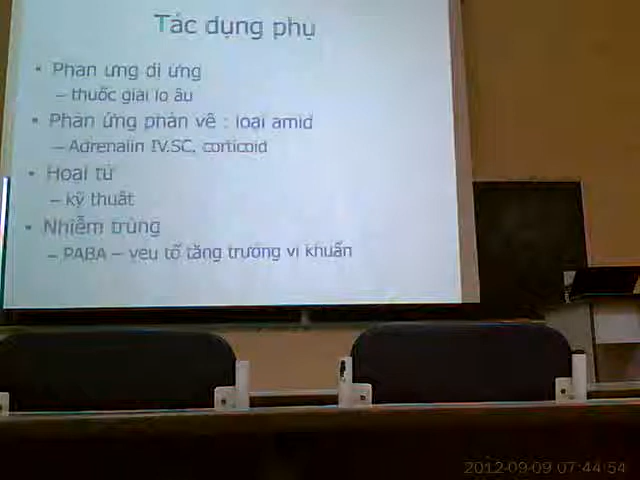 Tác dụng phụ
• Phản ứng dị ứng
– thuốc giải lo âu
• Phản ứng phản vệ : loại amid
– Adrenalin IV.SC, corticoid
• Hoại tử
– kỹ thuật
• Nhiễm trùng
– PABA – yếu tố tăng trưởng vi khuẩn
2012-09-09 07:44:54